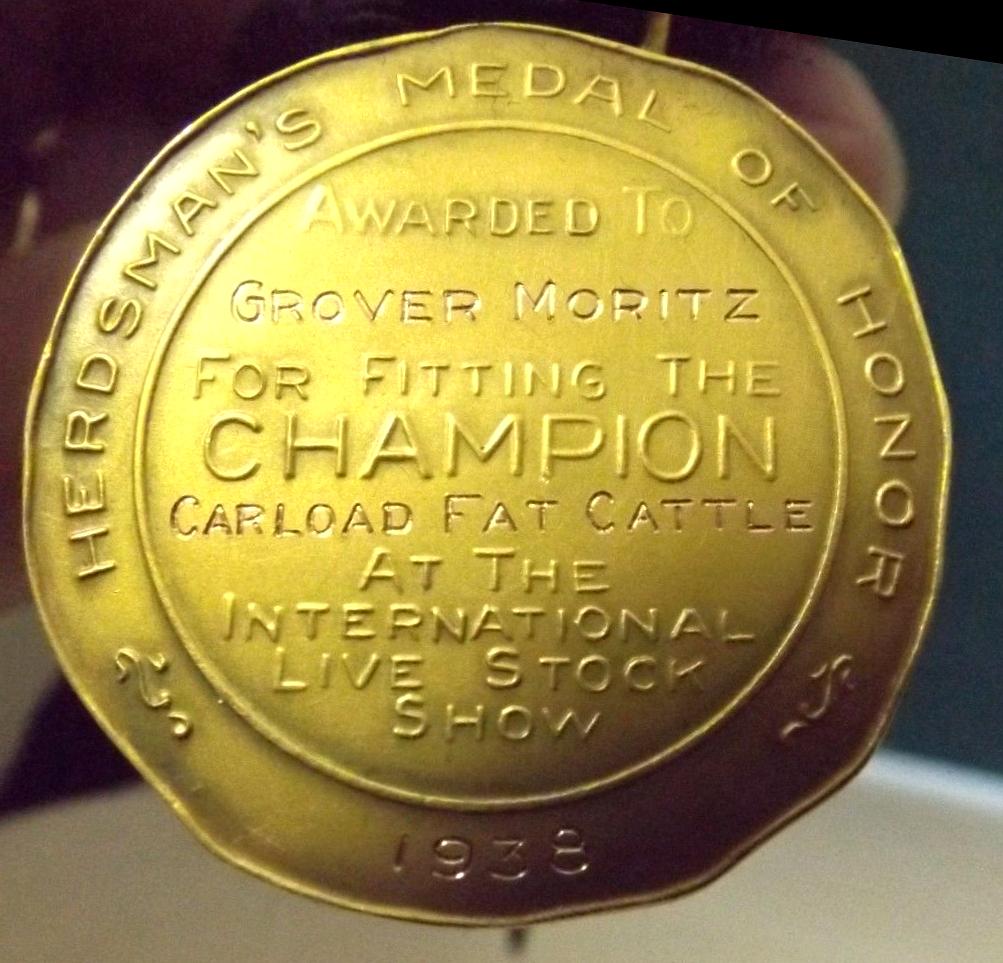 HERDSMAN'S MEDAL OF HONOR
AWARDED TO
GROVER MORITZ
FOR FITTING THE
CHAMPION
CARLOAD FAT CATTLE
AT THE
INTERNATIONAL
LIVE STOCK
SHOW
1938